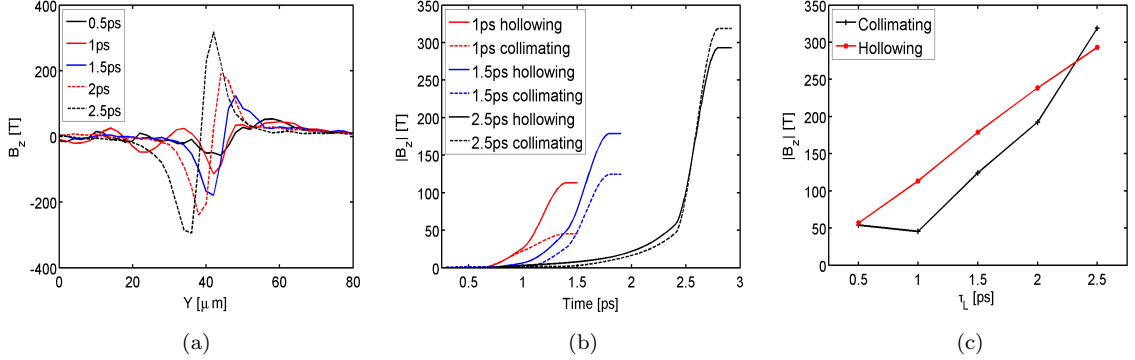 400
200
0
-200
-400
B_z [T]
0
20
40
60
80
Y [μ m]
0.5ps
1ps
1.5ps
2ps
2.5ps
(a)
350
300
250
200
150
100
50
0
|B_z| [T]
0.5
1
1.5
2
2.5
3
Time [ps]
1ps hollowing
1ps collimating
1.5ps hollowing
1.5ps collimating
2.5ps hollowing
2.5ps collimating
(b)
350
300
250
200
150
100
50
0
|B_z| [T]
0.5
1
1.5
2
2.5
τ_L [ps]
Collimating
Hollowing
(c)